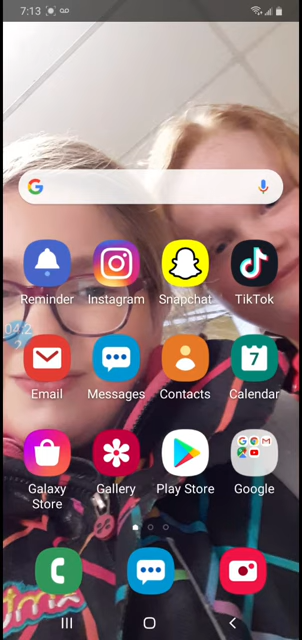 7:13
Reminder Instagram Snapchat TikTok
Email Messages Contacts Calendar
7
Galaxy Store Gallery Play Store Google